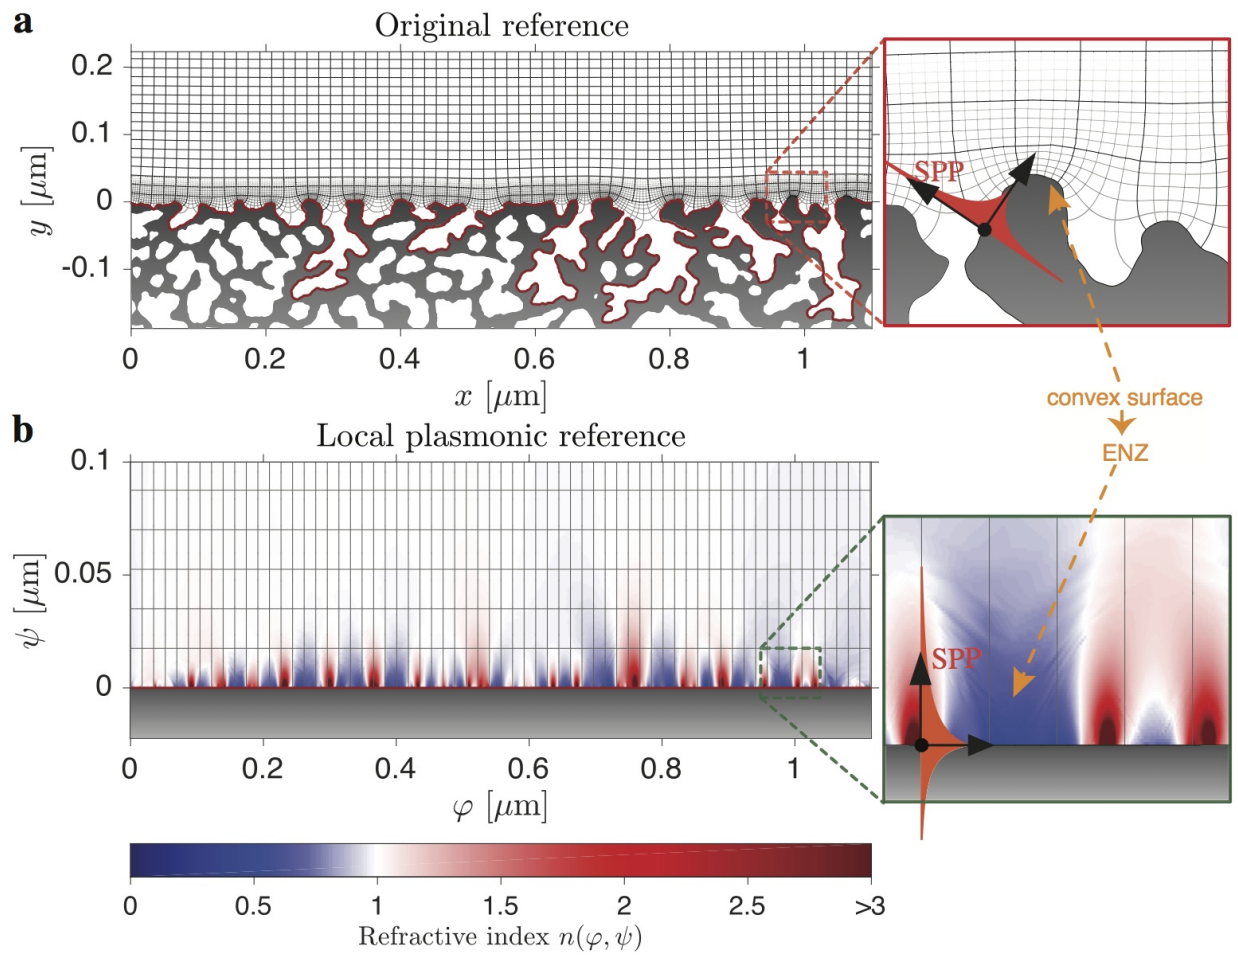 a
Original reference
0.2
0.1
0
-0.1
y [μm]
0 0.2 0.4 0.6 0.8 1
x [μm]
SPP
convex surface
ENZ
b
Local plasmonic reference
0.1
0.05
0
ψ [μm]
0 0.2 0.4 0.6 0.8 1
φ [μm]
SPP
0 0.5 1 1.5 2 2.5 >3
Refractive index n(φ, ψ)